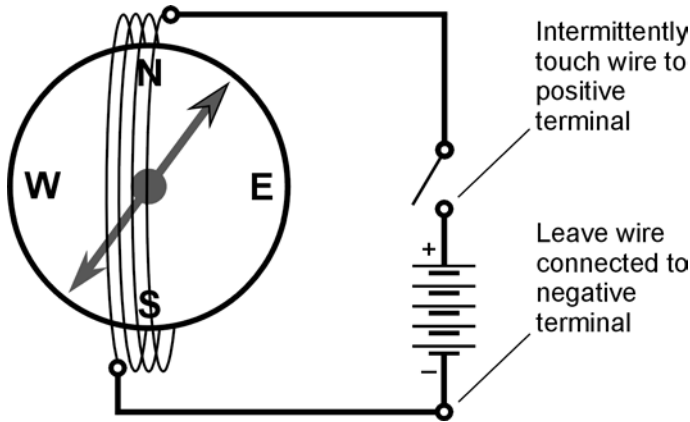 N
W
E
S
Intermittently
touch wire to
positive
terminal
+
Leave wire
connected to
negative
terminal
–